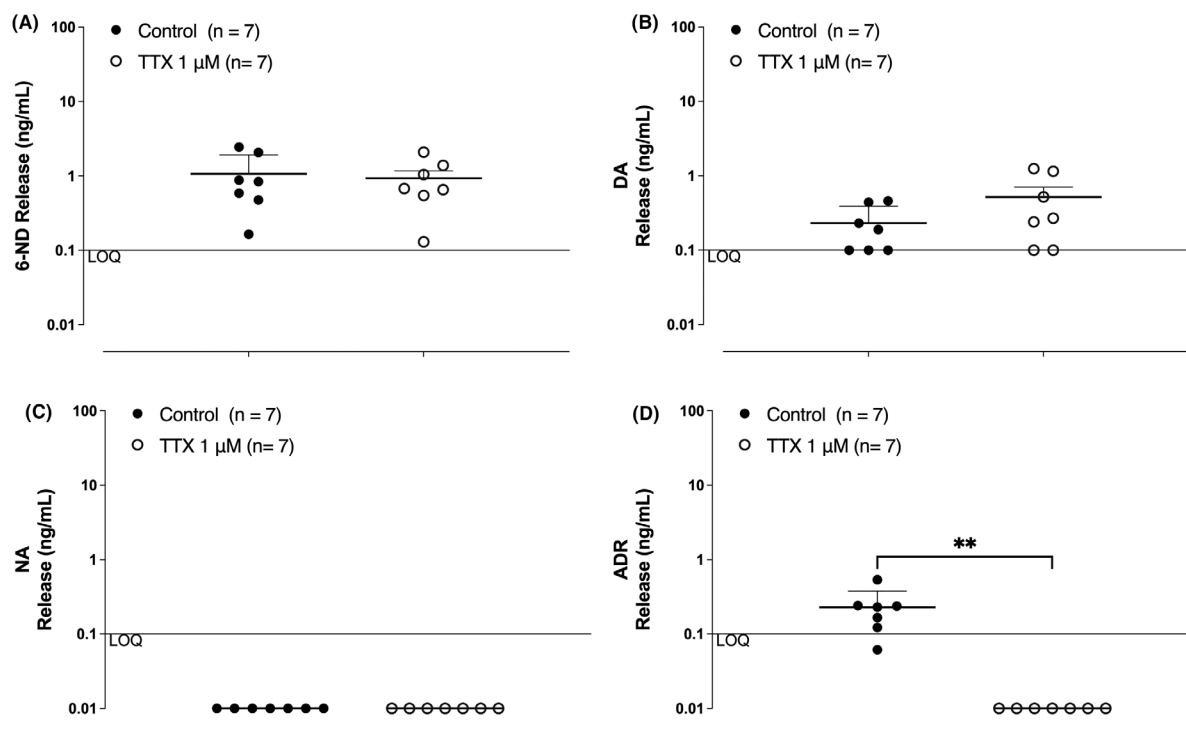 (A)
100
10
1
0.1
0.01
6-ND Release (ng/mL)
Control (n = 7)
TTX 1 µM (n= 7)
LOQ
(B)
100
10
1
0.1
0.01
DA
Release (ng/mL)
Control (n = 7)
TTX 1 µM (n= 7)
LOQ
(C)
100
10
1
0.1
0.01
NA
Release (ng/mL)
Control (n = 7)
TTX 1 µM (n= 7)
LOQ
(D)
100
10
1
0.1
0.01
ADR
Release (ng/mL)
Control (n = 7)
TTX 1 µM (n= 7)
**
LOQ